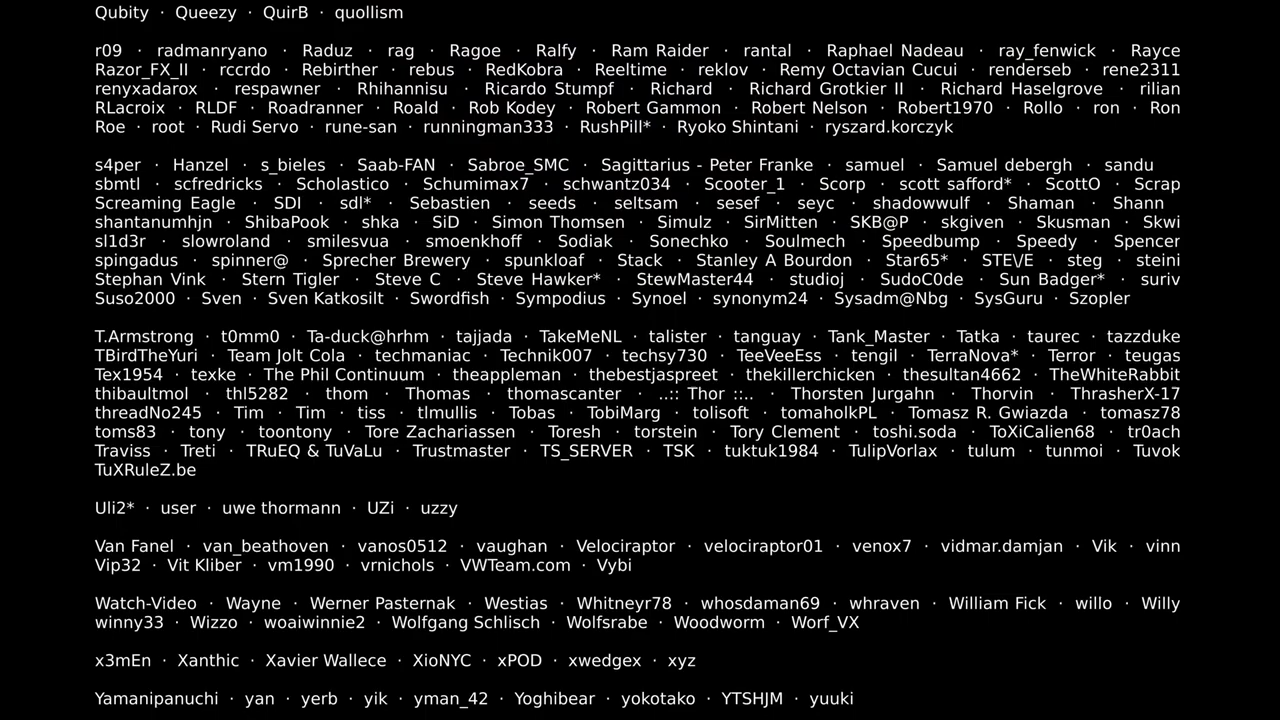 Qubity · Queezy · QuirB · quollism
r09 · radmanryano · Raduz · rag · Ragoe · Ralfy · Ram Raider · rantal · Raphael Nadeau · ray_fenwick · Rayce
Razor_FX_II · rccrdo · Rebirther · rebus · RedKobra · Reeltime · reklov · Remy Octavian Cucui · renderseb · rene2311
renyxadarox · respawner · Rhihannisu · Ricardo Stumpf · Richard · Richard Grotkier II · Richard Haselgrove · rilian
RLacroix · RLDF · Roadranner · Roald · Rob Kodey · Robert Gammon · Robert Nelson · Robert1970 · Rollo · ron · Ron
Roe · root · Rudi Servo · rune-san · runningman333 · RushPill* · Ryoko Shintani · ryszard.korczyk
s4per · Hanzel · s_bieles · Saab-FAN · Sabroe_SMC · Sagittarius - Peter Franke · samuel · Samuel debergh · sandu
sbmtl · scfredricks · Scholastico · Schumimax7 · schwantz034 · Scooter_1 · Scorp · scott safford* · ScottO · Scrap
Screaming Eagle · SDI · sdl* · Sebastien · seeds · seltsam · sesef · seyc · shadowwulf · Shaman · Shann
shantanumhjn · ShibaPook · shka · SiD · Simon Thomsen · Simulz · SirMitten · SKB@P · skgiven · Skusman · Skwi
sl1d3r · slowroland · smilesvua · smoenkhoff · Sodiak · Sonechko · Soulmech · Speedbump · Speedy · Spencer
spingadus · spinner@ · Sprecher Brewery · spunkloaf · Stack · Stanley A Bourdon · Star65* · STE\/E · steg · steini
Stephan Vink · Stern Tigler · Steve C · Steve Hawker* · StewMaster44 · studioj · SudoC0de · Sun Badger* · suriv
Suso2000 · Sven · Sven Katkosilt · Swordfish · Sympodius · Synoel · synonym24 · Sysadm@Nbg · SysGuru · Szopler
T.Armstrong · t0mm0 · Ta-duck@hrhm · tajjada · TakeMeNL · talister · tanguay · Tank_Master · Tatka · taurec · tazzduke
TBirdTheYuri · Team Jolt Cola · techmaniac · Technik007 · techsy730 · TeeVeeEss · tengil · TerraNova* · Terror · teugas
Tex1954 · texke · The Phil Continuum · theappleman · thebestjaspreet · thekillerchicken · thesultan4662 · TheWhiteRabbit
thibaultmol · thl5282 · thom · Thomas · thomascanter · ..:: Thor ::.. · Thorsten Jurgahn · Thorvin · ThrasherX-17
threadNo245 · Tim · Tim · tiss · tlmullis · Tobas · TobiMarg · tolisoft · tomaholkPL · Tomasz R. Gwiazda · tomasz78
toms83 · tony · toontony · Tore Zachariassen · Toresh · torstein · Tory Clement · toshi.soda · ToXiCalien68 · tr0ach
Traviss · Treti · TRuEQ & TuVaLu · Trustmaster · TS_SERVER · TSK · tuktuk1984 · TulipVorlax · tulum · tunmoi · Tuvok
TuXRuleZ.be
Uli2* · user · uwe thormann · UZi · uzzy
Van Fanel · van_beathoven · vanos0512 · vaughan · Velociraptor · velociraptor01 · venox7 · vidmar.damjan · Vik · vinn
Vip32 · Vit Kliber · vm1990 · vrnichols · VWTeam.com · Vybi
Watch-Video · Wayne · Werner Pasternak · Westias · Whitneyr78 · whosdaman69 · whraven · William Fick · willo · Willy
winny33 · Wizzo · woaiwinnie2 · Wolfgang Schlisch · Wolfsrabe · Woodworm · Worf_VX
x3mEn · Xanthic · Xavier Wallece · XioNYC · xPOD · xwedgex · xyz
Yamanipanuchi · yan · yerb · yik · yman_42 · Yoghibear · yokotako · YTSHJM · yuuki